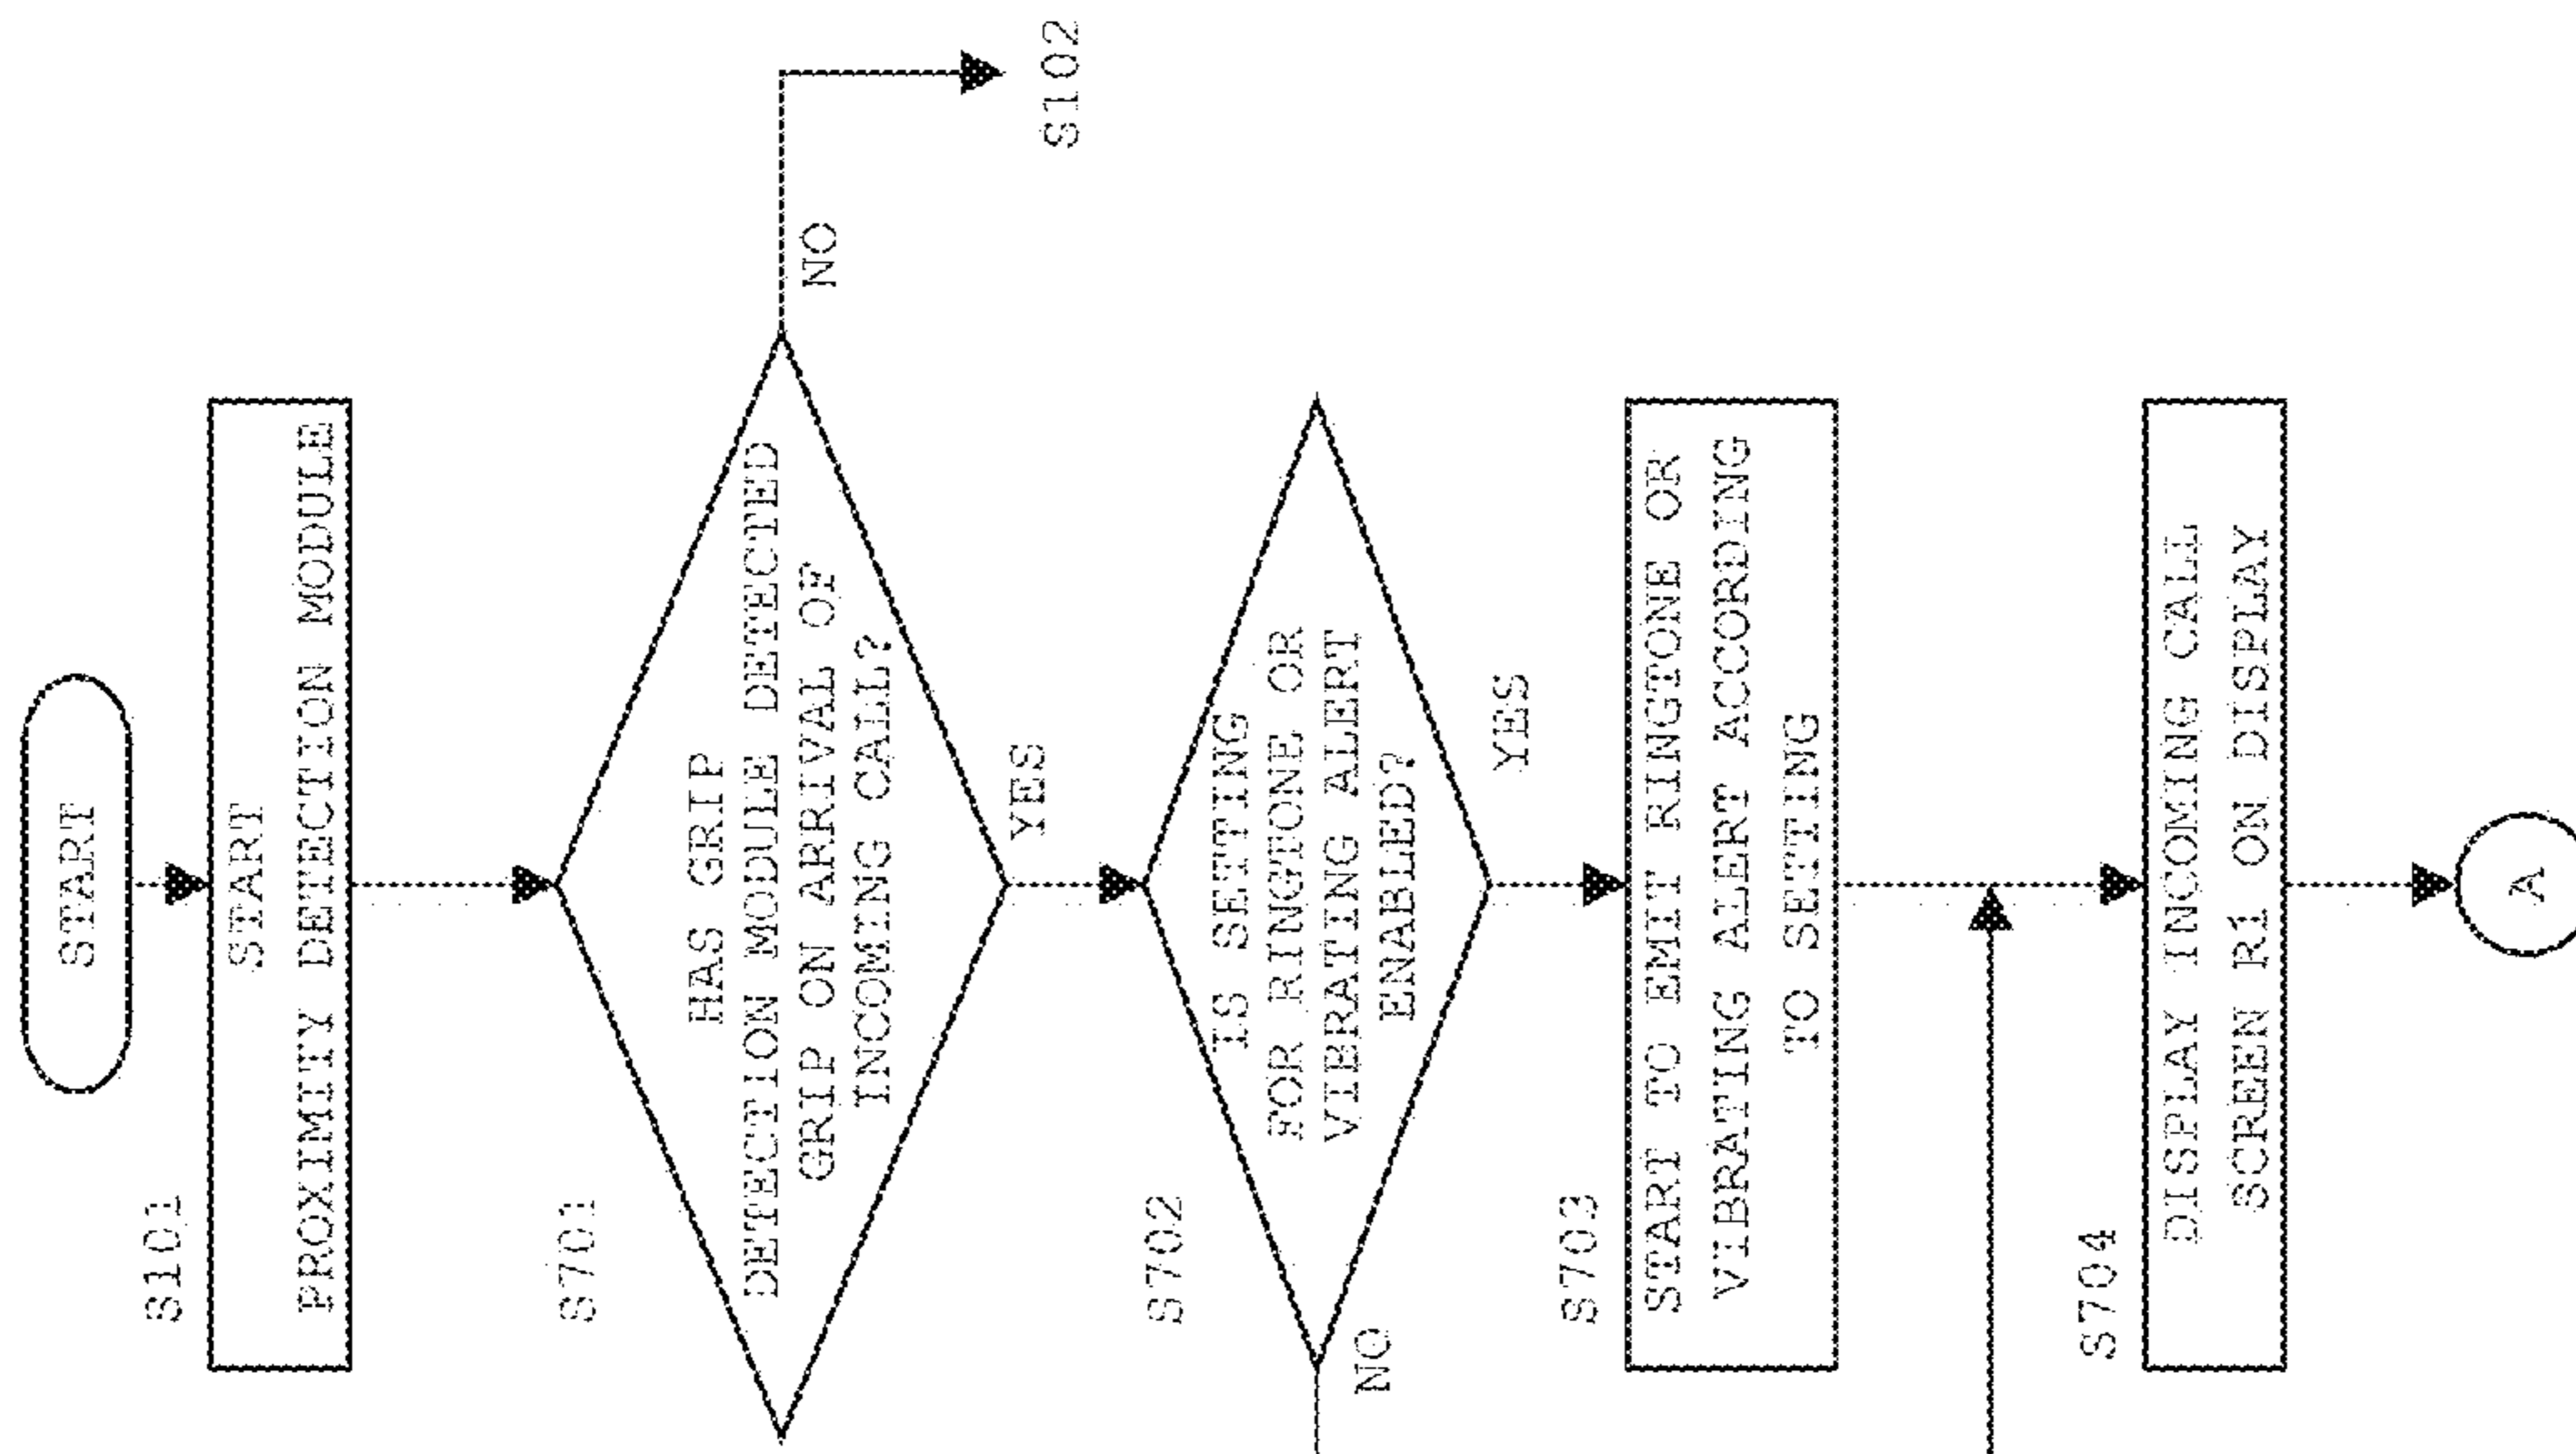 START
S101
START
PROXIMITY DETECTION MODULE
S701
HAS GRIP
DETECTION MODULE DETECTED
GRIP ON ARRIVAL OF
INCOMING CALL?
NO
S102
YES
S702
IS SETTING
FOR RINGTONE OR
VIBRATING ALERT
ENABLED?
NO
YES
S703
START TO EMIT RINGTONE OR
VIBRATING ALERT ACCORDING
TO SETTING
S704
DISPLAY INCOMING CALL
SCREEN R1 ON DISPLAY
A